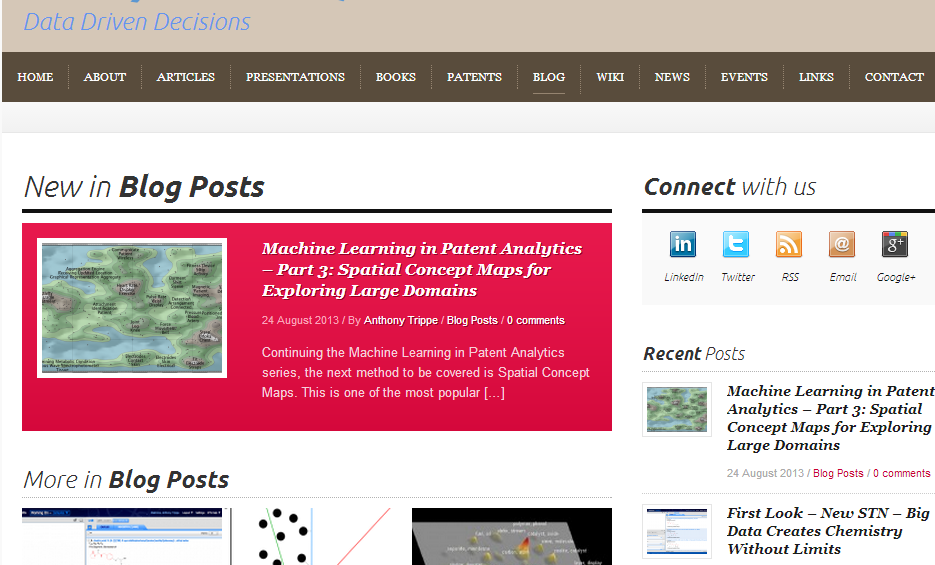 Data Driven Decisions
HOME ABOUT ARTICLES PRESENTATIONS BOOKS PATENTS BLOG WIKI NEWS EVENTS LINKS CONTACT
New in Blog Posts
Machine Learning in Patent Analytics
– Part 3: Spatial Concept Maps for
Exploring Large Domains
24 August 2013 / By Anthony Trippe / Blog Posts / 0 comments
Continuing the Machine Learning in Patent Analytics
series, the next method to be covered is Spatial Concept
Maps. This is one of the most popular […]
More in Blog Posts
Connect with us
in
@
g+
LinkedIn Twitter RSS Email Google+
Recent Posts
Machine Learning in Patent
Analytics – Part 3: Spatial
Concept Maps for Exploring
Large Domains
24 August 2013 / Blog Posts / 0 comments
First Look – New STN – Big
Data Creates Chemistry
Without Limits